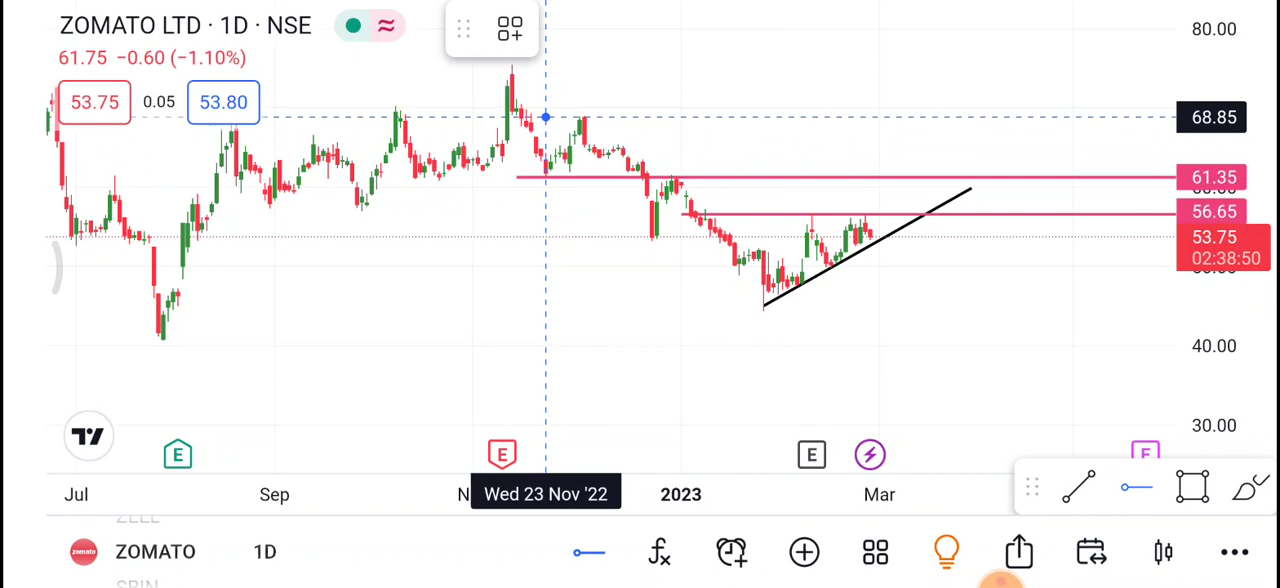 ZOMATO LTD · 1D · NSE
61.75 −0.60 (−1.10%)
53.75 0.05 53.80
80.00
68.85
61.35
56.65
53.75
02:38:50
40.00
30.00
E E E
Jul Sep Wed 23 Nov '22 2023 Mar
zomato ZOMATO 1D